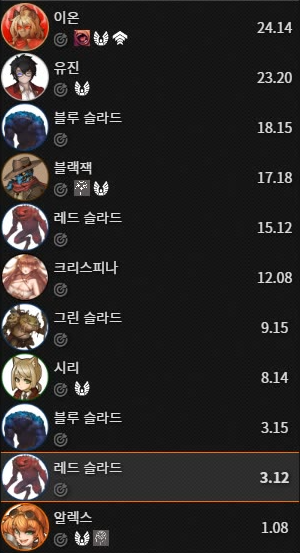 이온 24.14
유진 23.20
블루 슬라드 18.15
블랙잭 17.18
레드 슬라드 15.12
크리스피나 12.08
그린 슬라드 9.15
시리 8.14
블루 슬라드 3.15
레드 슬라드 3.12
알렉스 1.08